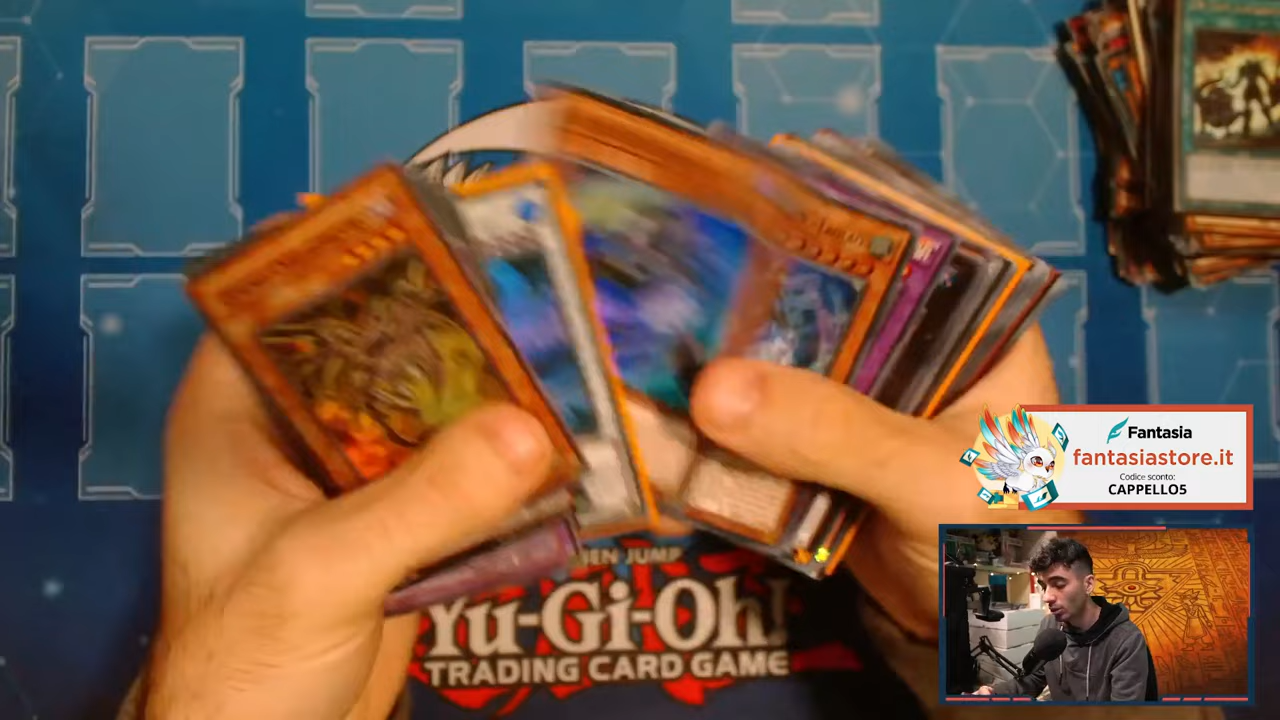 Fantasia
fantasiastore.it
Codice sconto:
CAPPELLO5
Yu-Gi-Oh!
TRADING CARD GAME